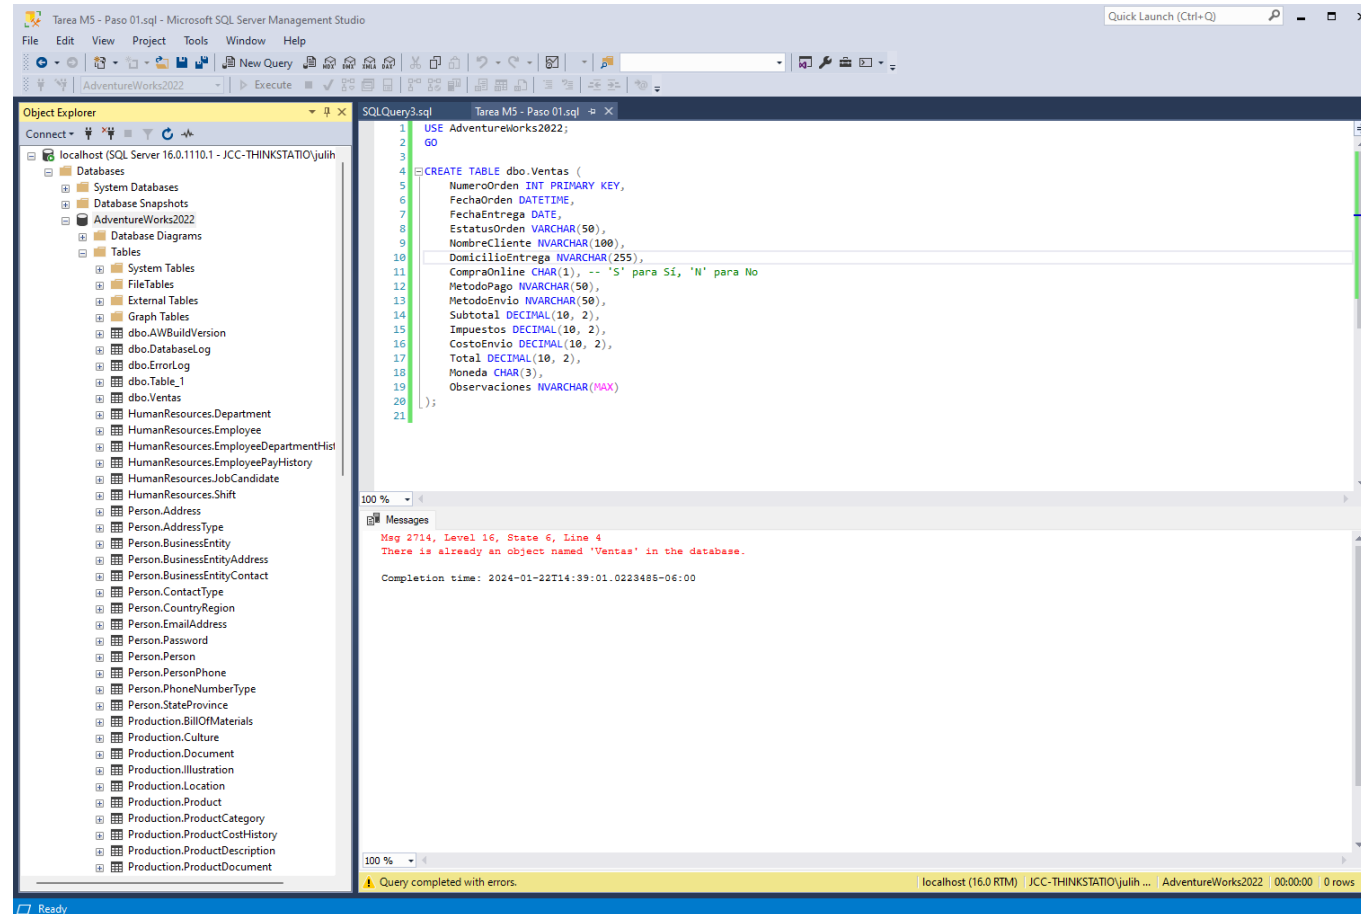 Tarea M5 - Paso 01.sql - Microsoft SQL Server Management Studio
Quick Launch (Ctrl+Q)
File Edit View Project Tools Window Help
New Query
AdventureWorks2022
Execute
Object Explorer
Connect
localhost (SQL Server 16.0.1110.1 - JCC-THINKSTATIO\julih
Databases
System Databases
Database Snapshots
AdventureWorks2022
Database Diagrams
Tables
System Tables
FileTables
External Tables
Graph Tables
dbo.AWBuildVersion
dbo.DatabaseLog
dbo.ErrorLog
dbo.Table_1
dbo.Ventas
HumanResources.Department
HumanResources.Employee
HumanResources.EmployeeDepartmentHist
HumanResources.EmployeePayHistory
HumanResources.JobCandidate
HumanResources.Shift
Person.Address
Person.AddressType
Person.BusinessEntity
Person.BusinessEntityAddress
Person.BusinessEntityContact
Person.ContactType
Person.CountryRegion
Person.EmailAddress
Person.Password
Person.Person
Person.PersonPhone
Person.PhoneNumberType
Person.StateProvince
Production.BillOfMaterials
Production.Culture
Production.Document
Production.Illustration
Production.Location
Production.Product
Production.ProductCategory
Production.ProductCostHistory
Production.ProductDescription
Production.ProductDocument
SQLQuery3.sql Tarea M5 - Paso 01.sql
1 USE AdventureWorks2022;
2 GO
3
4 CREATE TABLE dbo.Ventas (
5 NumeroOrden INT PRIMARY KEY,
6 FechaOrden DATETIME,
7 FechaEntrega DATE,
8 EstatusOrden VARCHAR(50),
9 NombreCliente NVARCHAR(100),
10 DomicilioEntrega NVARCHAR(255),
11 CompraOnline CHAR(1), -- 'S' para Sí, 'N' para No
12 MetodoPago NVARCHAR(50),
13 MetodoEnvio NVARCHAR(50),
14 Subtotal DECIMAL(10, 2),
15 Impuestos DECIMAL(10, 2),
16 CostoEnvio DECIMAL(10, 2),
17 Total DECIMAL(10, 2),
18 Moneda CHAR(3),
19 Observaciones NVARCHAR(MAX)
20 );
21
100 %
Messages
Msg 2714, Level 16, State 6, Line 4
There is already an object named 'Ventas' in the database.
Completion time: 2024-01-22T14:39:01.0223485-06:00
100 %
Query completed with errors.
localhost (16.0 RTM) JCC-THINKSTATIO\julih ... AdventureWorks2022 00:00:00 0 rows
Ready